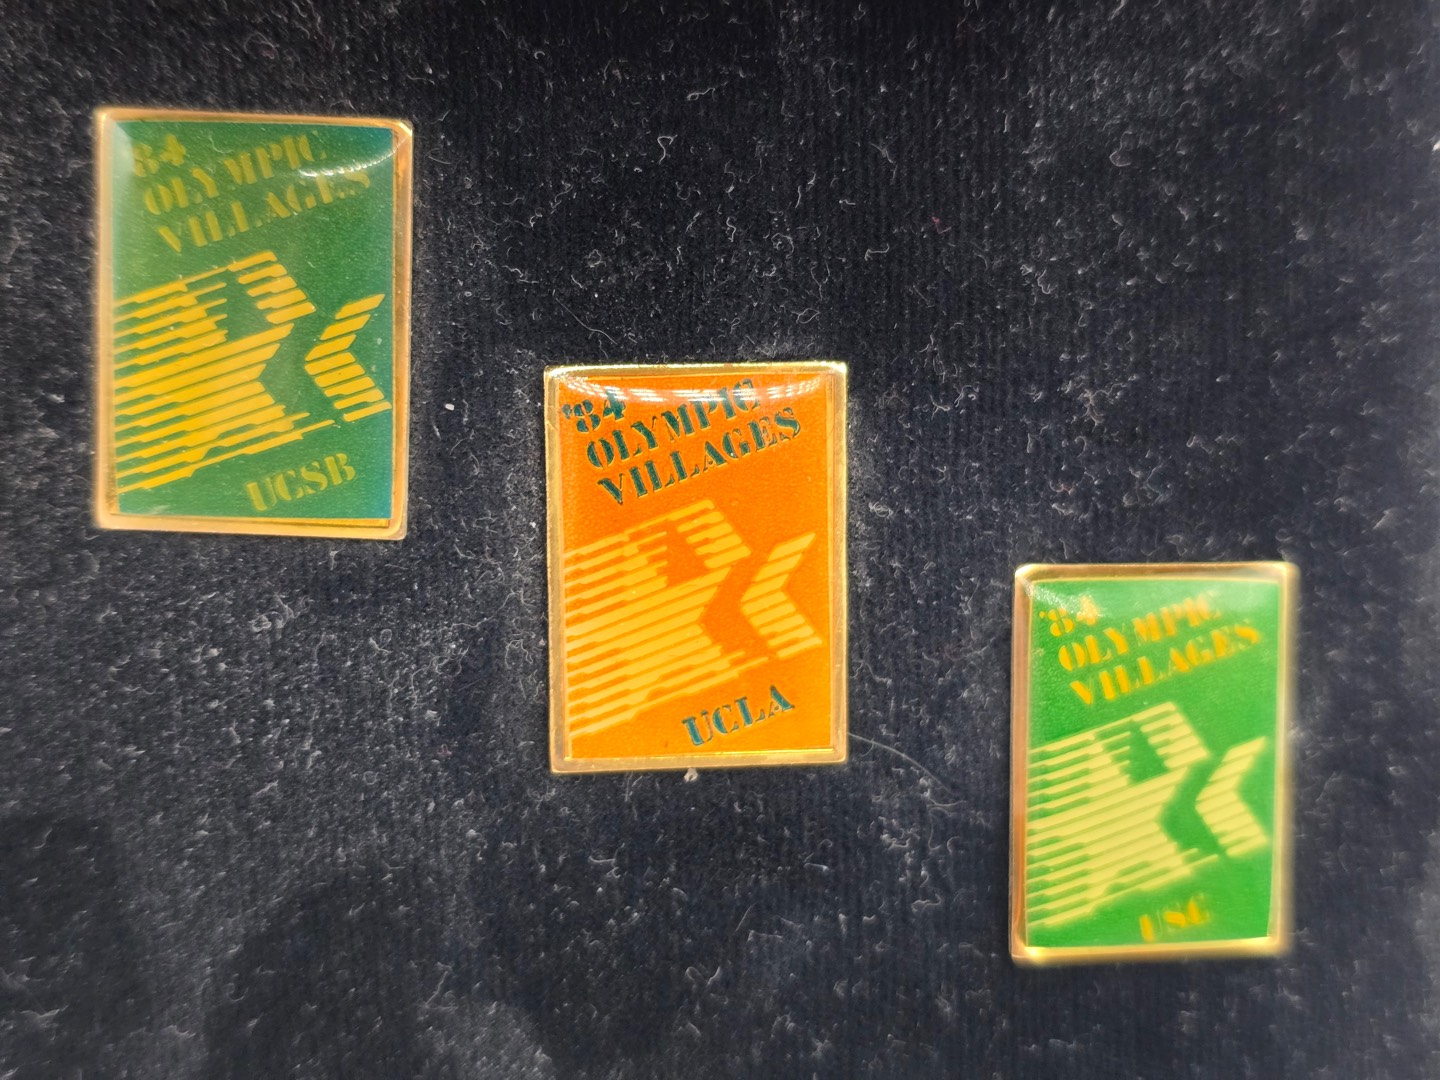 '84
OLYMPIC
VILLAGES
UCSB
'84
OLYMPIC
VILLAGES
UCLA
'84
OLYMPIC
VILLAGES
USC